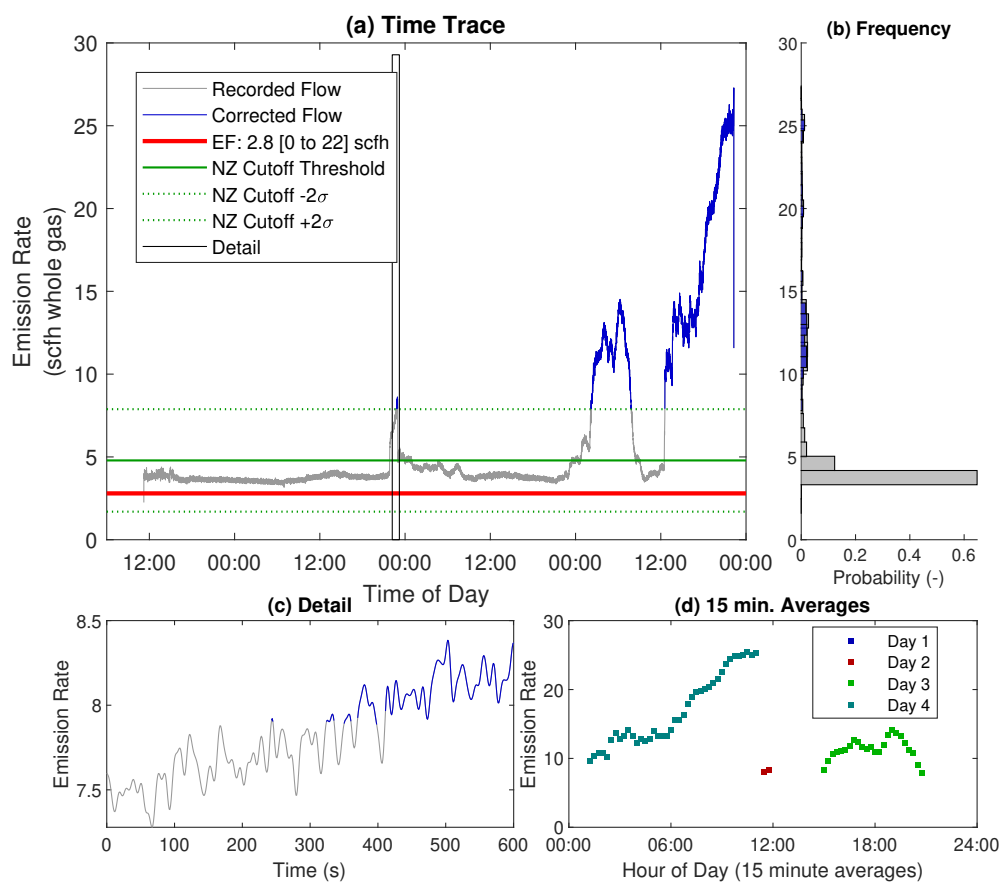 (a) Time Trace
30
25
20
15
10
5
0
Emission Rate
(scfh whole gas)
Recorded Flow
Corrected Flow
EF: 2.8 [0 to 22] scfh
NZ Cutoff Threshold
NZ Cutoff -2σ
NZ Cutoff +2σ
Detail
12:00 00:00 12:00 00:00 12:00 00:00 12:00 00:00
Time of Day
(b) Frequency
30
25
20
15
10
5
0
0 0.2 0.4 0.6
Probability (-)
(c) Detail
8.5
8
7.5
Emission Rate
0 100 200 300 400 500 600
Time (s)
(d) 15 min. Averages
30
20
10
0
Emission Rate
Day 1
Day 2
Day 3
Day 4
00:00 06:00 12:00 18:00 24:00
Hour of Day (15 minute averages)